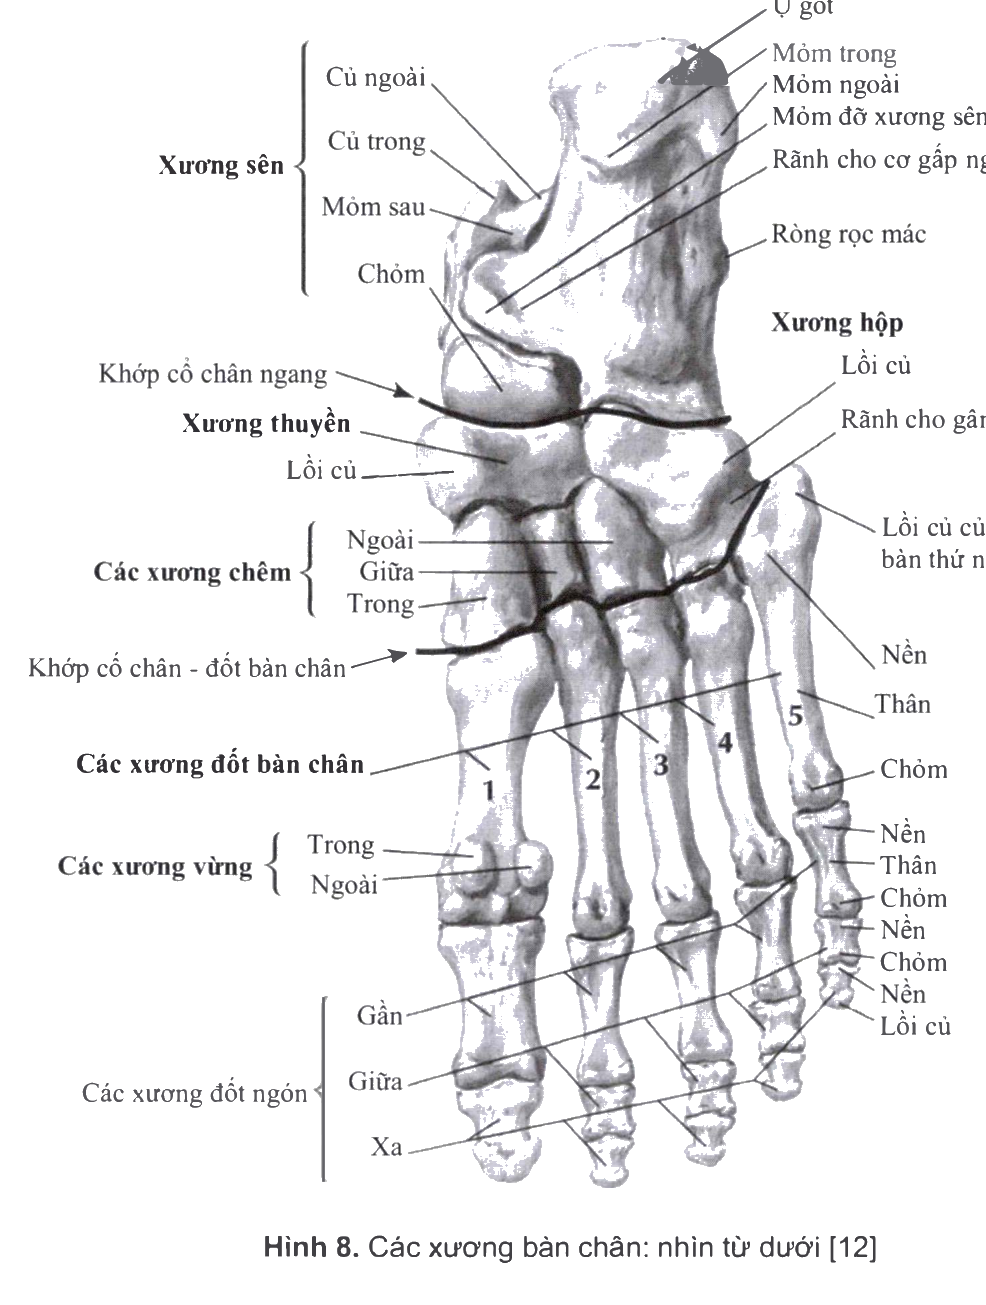 Ụ gót
Mỏm trong
Mỏm ngoài
Mỏm đỡ xương sên
Rãnh cho cơ gấp
Ròng rọc mác
Củ ngoài
Củ trong
Xương sên
Mỏm sau
Chỏm
Xương hộp
Lồi củ
Rãnh cho
Khớp cổ chân ngang
Xương thuyền
Lồi củ
Lồi củ
bàn thứ
Ngoài
Các xương chêm
Giữa
Trong
Khớp cố chân - đốt bàn chân
Nền
Thân
Các xương đốt bàn chân
1
2
3
4
5
Chỏm
Nền
Thân
Chỏm
Nền
Chỏm
Nền
Lồi củ
Trong
Các xương vừng
Ngoài
Gần
Giữa
Các xương đốt ngón
Xa
Hình 8. Các xương bàn chân: nhìn từ dưới [12]